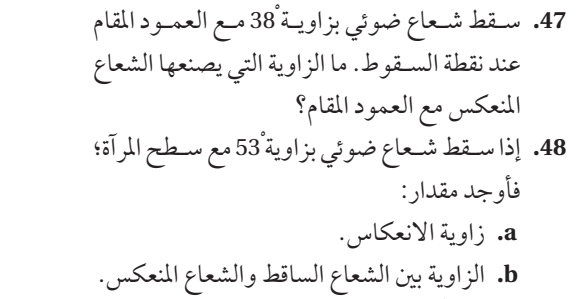 47. سقط شعاع ضوئي بزاوية 38° مع العمود المقام
عند نقطة السقوط. ما الزاوية التي يصنعها الشعاع
المنعكس مع العمود المقام؟
48. إذا سقط شعاع ضوئي بزاوية 53° مع سطح المرآة؛
فأوجد مقدار:
a. زاوية الانعكاس.
b. الزاوية بين الشعاع الساقط والشعاع المنعكس.